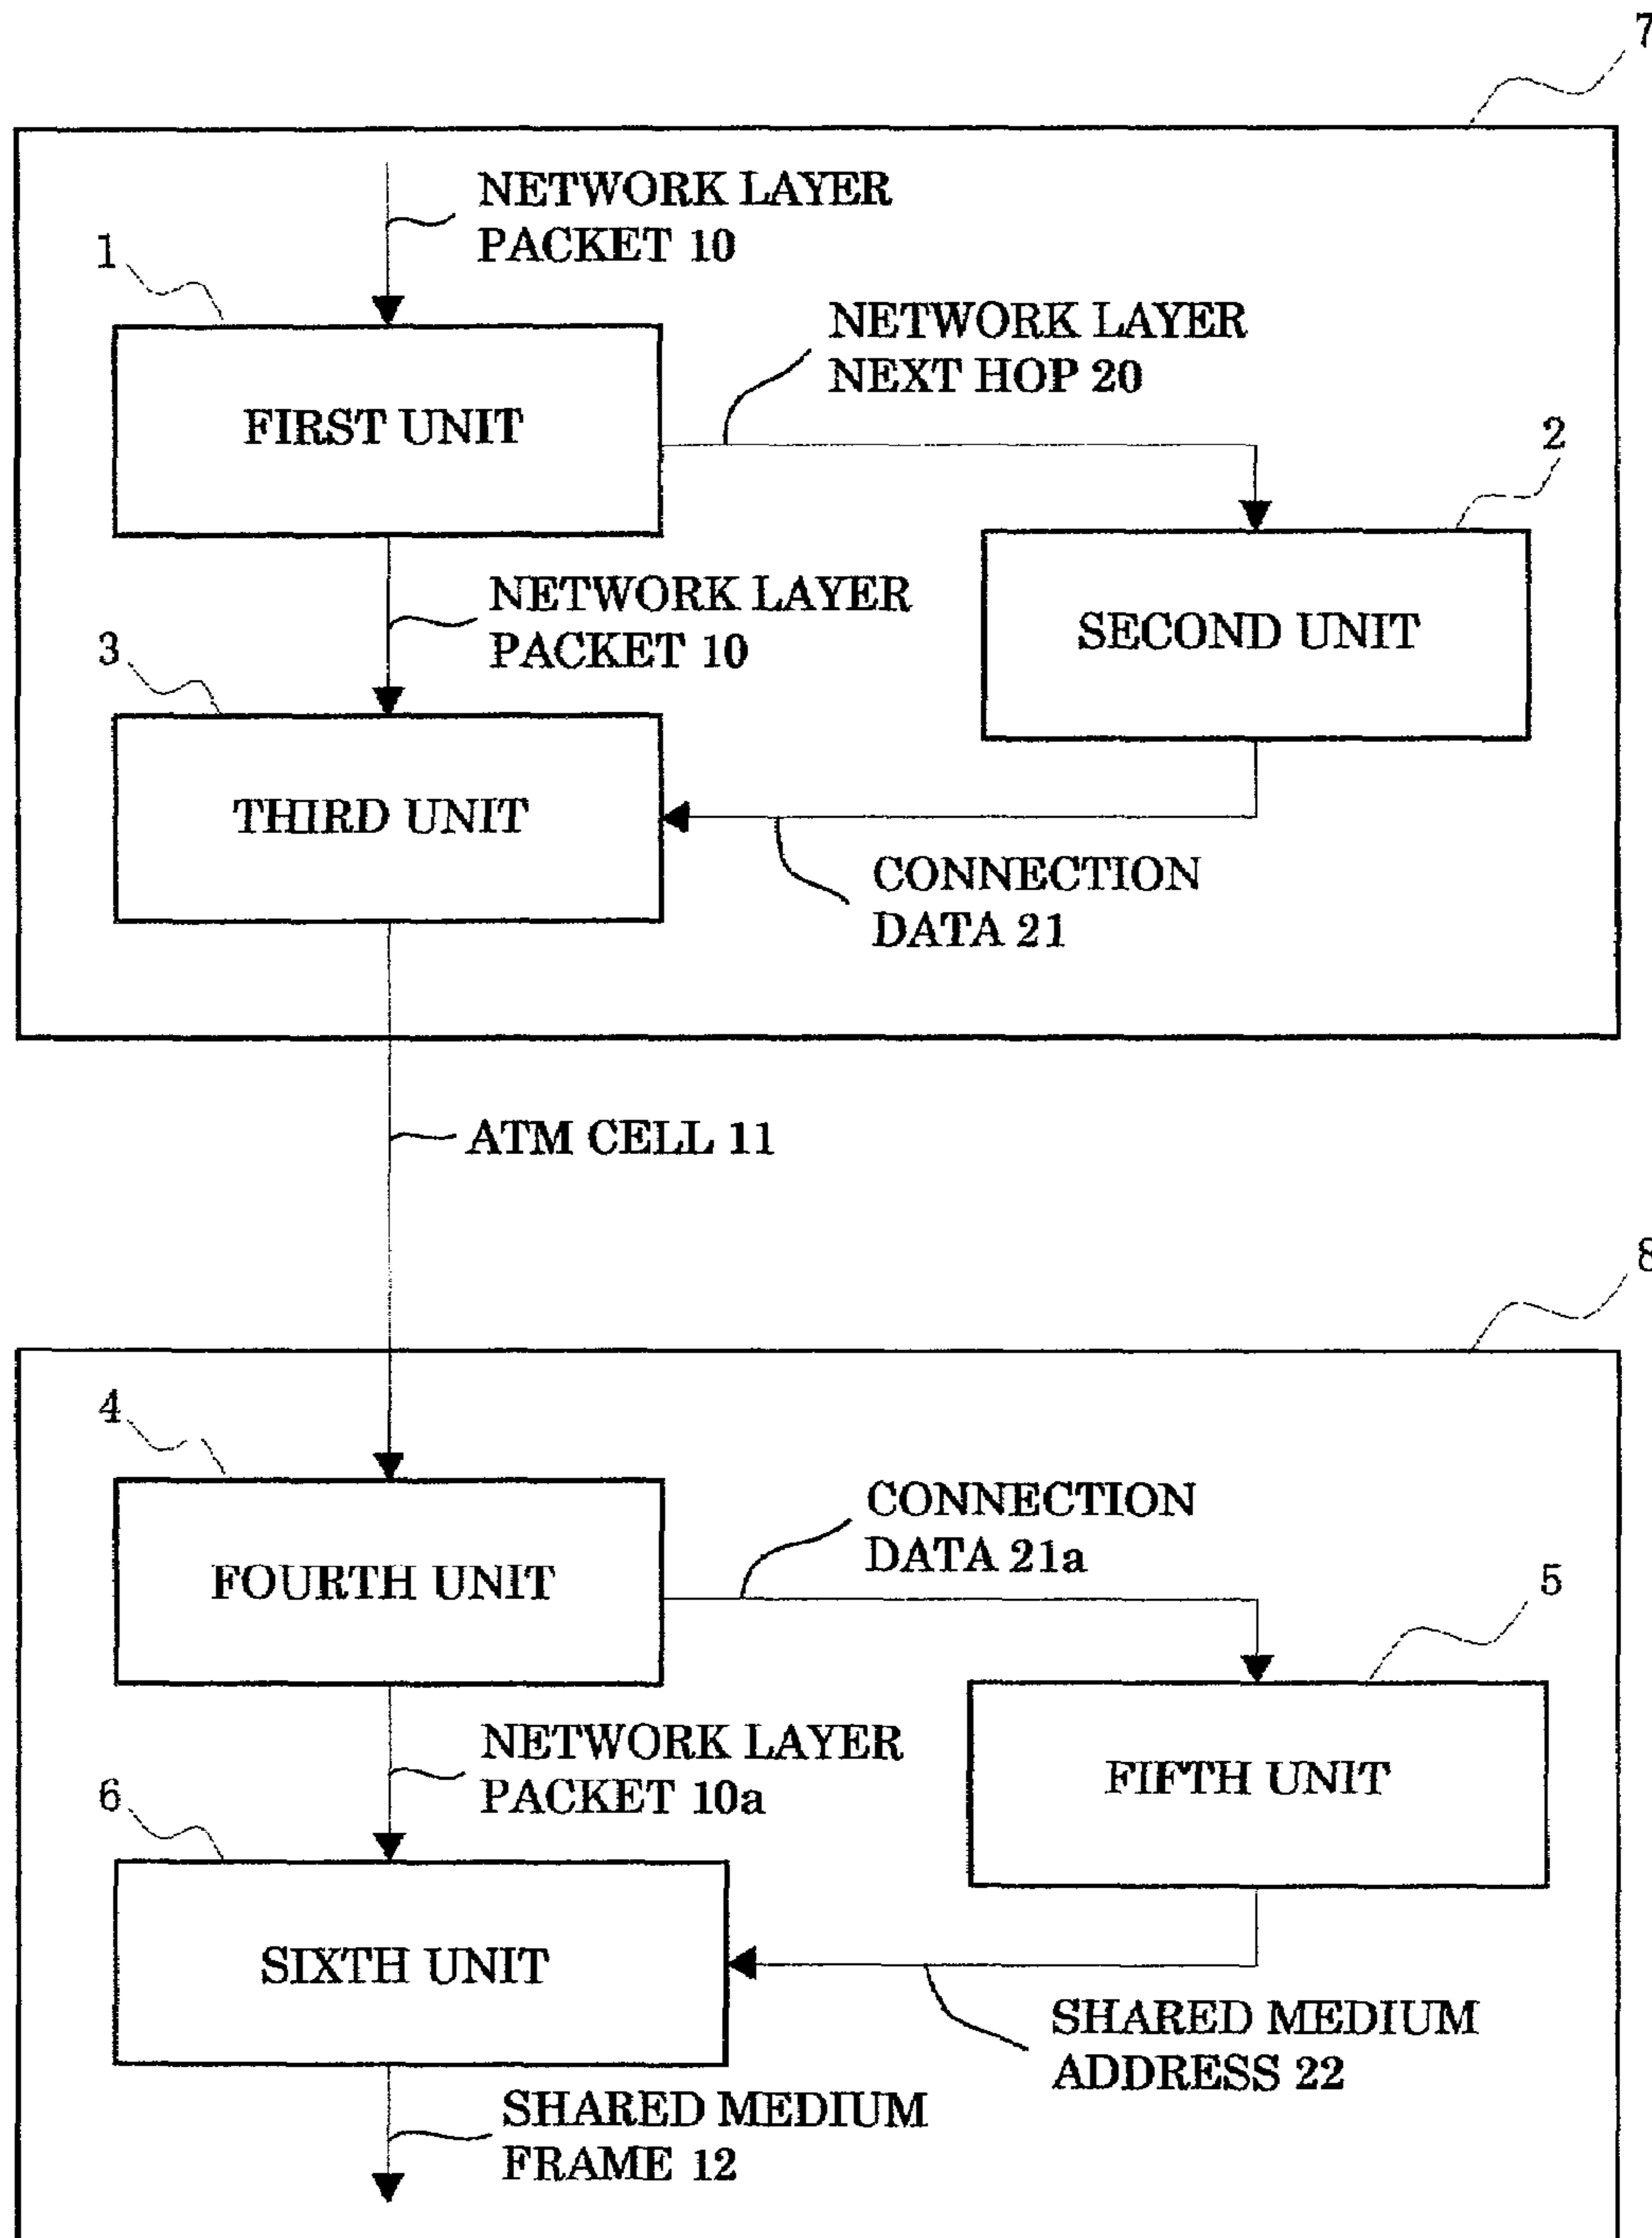 7
NETWORK LAYER
PACKET 10
1
NETWORK LAYER
NEXT HOP 20
FIRST UNIT
2
NETWORK LAYER
PACKET 10
SECOND UNIT
3
THIRD UNIT
CONNECTION
DATA 21
ATM CELL 11
8
4
CONNECTION
DATA 21a
FOURTH UNIT
5
NETWORK LAYER
PACKET 10a
FIFTH UNIT
6
SIXTH UNIT
SHARED MEDIUM
ADDRESS 22
SHARED MEDIUM
FRAME 12